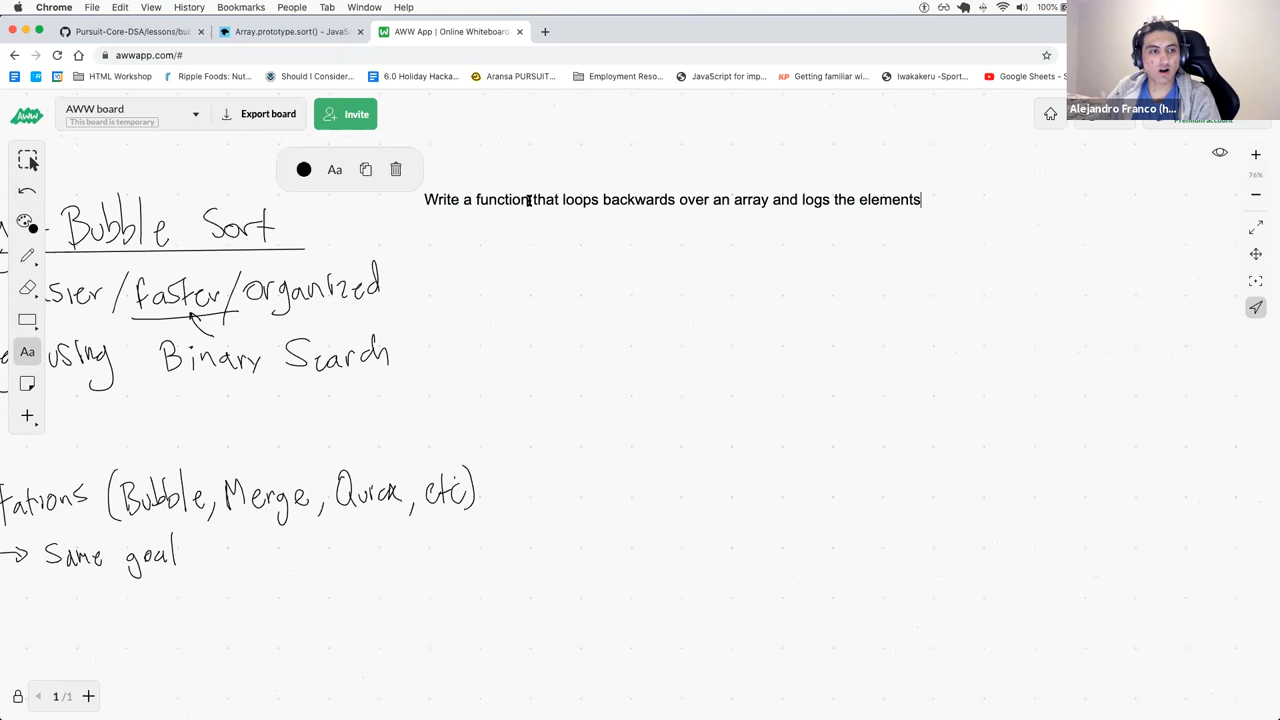 Chrome File Edit View History Bookmarks People Tab Window Help 100%
Pursuit-Core-DSA/lessons/bub Array.prototype.sort() - JavaSc AWW App | Online Whiteboard
awwapp.com/#
HTML Workshop Ripple Foods: Nut... Should I Consider... 6.0 Holiday Hacka... Aransa PURSUIT... Employment Reso... JavaScript for imp... Getting familiar wi... Iwakakeru -Sport... Google Sheets - S
Alejandro Franco (h...
AWW board
This board is temporary
Export board
Invite
Aa
76%
Write a function that loops backwards over an array and logs the elements
Bubble Sort
sier / faster / organized
using Binary Search
tations (Bubble, Merge, Quick, etc)
→ Same goal
Aa
1 /1